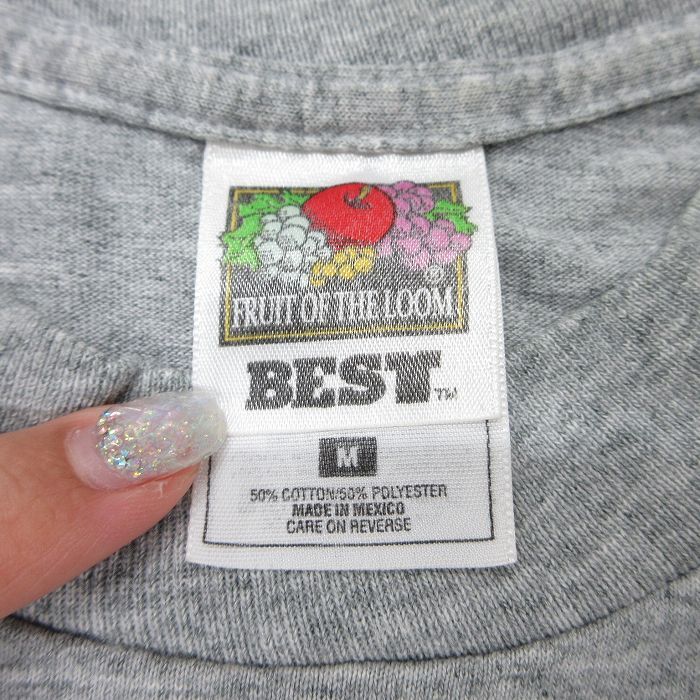 ®
FRUIT OF THE LOOM
BEST™
M
50% COTTON/50% POLYESTER
MADE IN MEXICO
CARE ON REVERSE